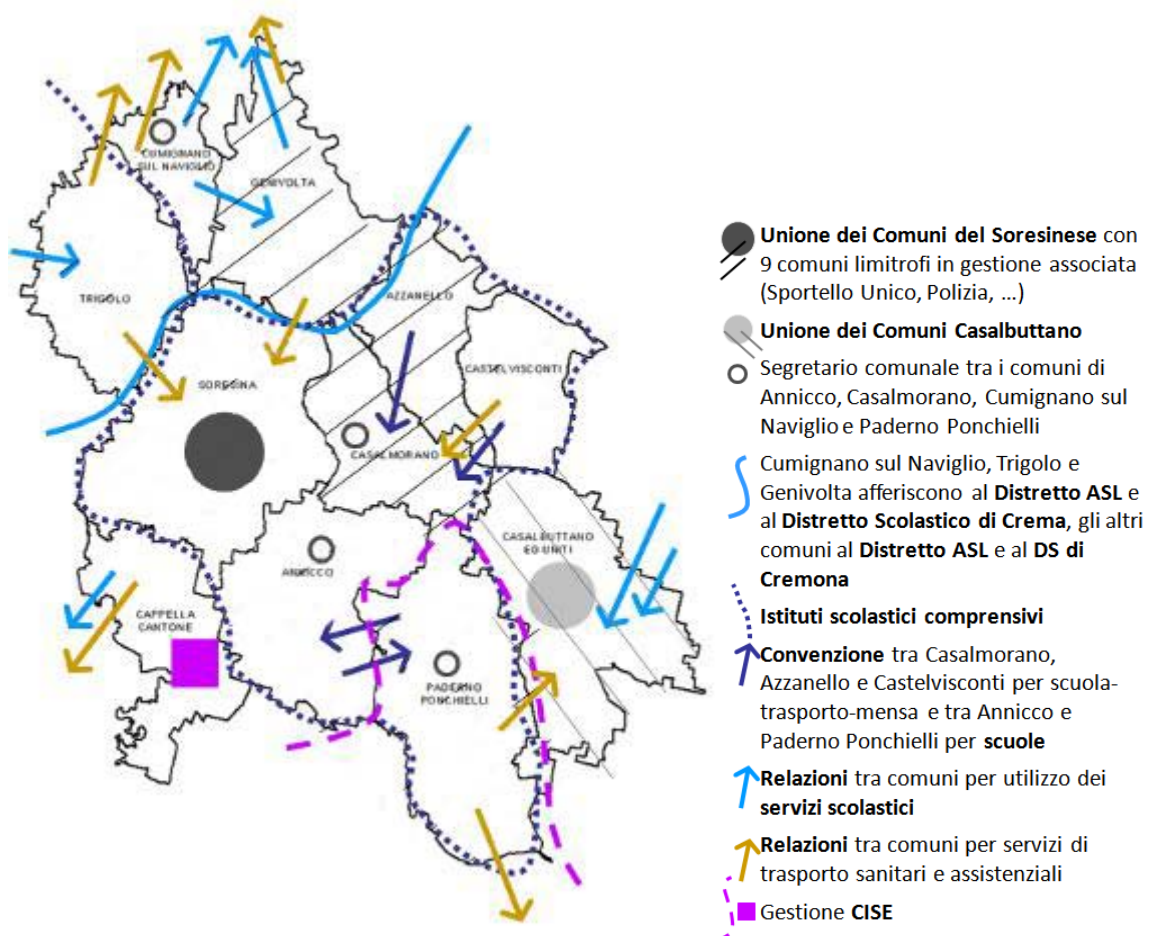 CUMIGNANO
SUL NAVIGLIO
GENIVOLTA
TRIGOLO
AZZANELLO
CASTELVISCONTI
SORESINA
CASALMORANO
CASALBUTTANO
ED UNITI
ANNICCO
CAPPELLA
CANTONE
PADERNO
PONCHIELLI
Unione dei Comuni del Soresinese con
9 comuni limitrofi in gestione associata
(Sportello Unico, Polizia, …)
Unione dei Comuni Casalbuttano
Segretario comunale tra i comuni di
Annicco, Casalmorano, Cumignano sul
Naviglio e Paderno Ponchielli
Cumignano sul Naviglio, Trigolo e
Genivolta afferiscono al Distretto ASL e
al Distretto Scolastico di Crema, gli altri
comuni al Distretto ASL e al DS di
Cremona
Istituti scolastici comprensivi
Convenzione tra Casalmorano,
Azzanello e Castelvisconti per scuola-
trasporto-mensa e tra Annicco e
Paderno Ponchielli per scuole
Relazioni tra comuni per utilizzo dei
servizi scolastici
Relazioni tra comuni per servizi di
trasporto sanitari e assistenziali
Gestione CISE